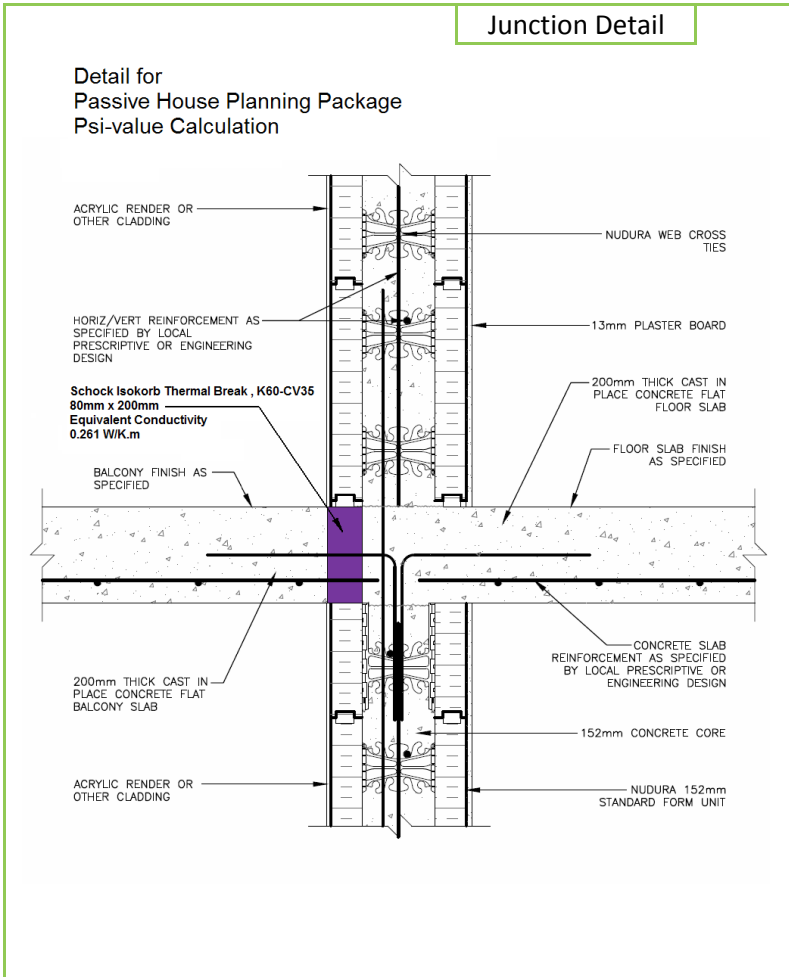 Junction Detail
Detail for
Passive House Planning Package
Psi-value Calculation
ACRYLIC RENDER OR
OTHER CLADDING
NUDURA WEB CROSS
TIES
HORIZ/VERT REINFORCEMENT AS
SPECIFIED BY LOCAL
PRESCRIPTIVE OR ENGINEERING
DESIGN
13mm PLASTER BOARD
Schock Isokorb Thermal Break , K60-CV35
80mm x 200mm
Equivalent Conductivity
0.261 W/K.m
200mm THICK CAST IN
PLACE CONCRETE FLAT
FLOOR SLAB
BALCONY FINISH AS
SPECIFIED
FLOOR SLAB FINISH
AS SPECIFIED
200mm THICK CAST IN
PLACE CONCRETE FLAT
BALCONY SLAB
CONCRETE SLAB
REINFORCEMENT AS SPECIFIED
BY LOCAL PRESCRIPTIVE OR
ENGINEERING DESIGN
152mm CONCRETE CORE
ACRYLIC RENDER OR
OTHER CLADDING
NUDURA 152mm
STANDARD FORM UNIT